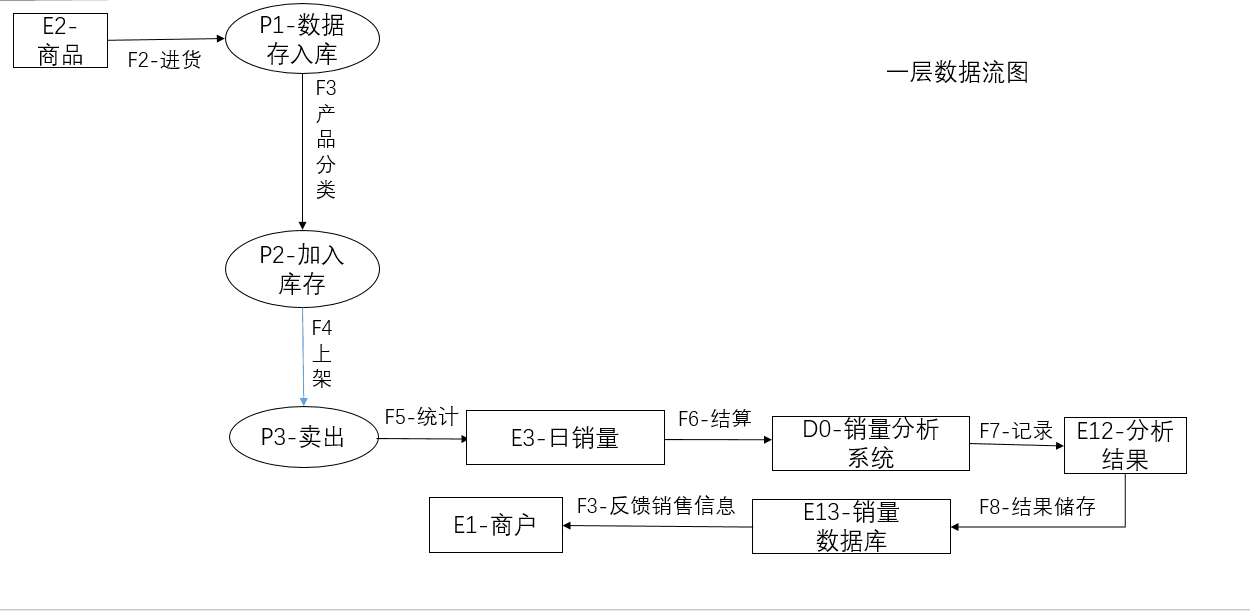 E2-
商品
F2-进货
P1-数据
存入库
一层数据流图
F3
产
品
分
类
P2-加入
库存
F4
上
架
P3-卖出
F5-统计
E3-日销量
F6-结算
D0-销量分析
系统
F7-记录
E12-分析
结果
F8-结果储存
E13-销量
数据库
F3-反馈销售信息
E1-商户